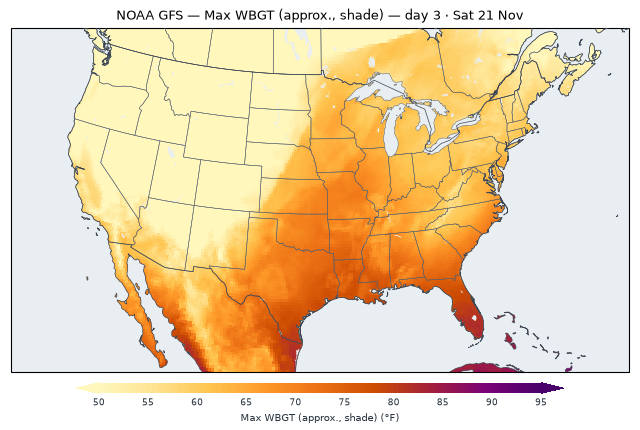 NOAA GFS — Max WBGT (approx., shade) — day 3 · Sat 21 Nov
50 55 60 65 70 75 80 85 90 95
Max WBGT (approx., shade) (°F)